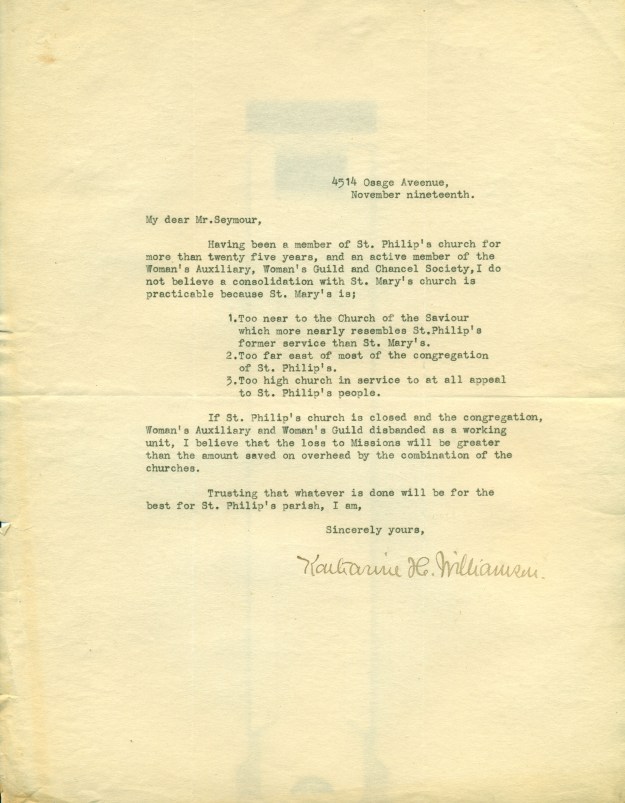 4514 Osage Aveenue,
November nineteenth.
My dear Mr.Seymour,
Having been a member of St. Philip's church for
more than twenty five years, and an active member of the
Woman's Auxiliary, Woman's Guild and Chancel Society,I do
not believe a consolidation with St. Mary's church is
practicable because St. Mary's is;
1.Too near to the Church of the Saviour
which more nearly resembles St.Philip's
former service than St. Mary's.
2.Too far east of most of the congregation
of St. Philip's.
3.Too high church in service to at all appeal
to St. Philip's people.
If St. Philip's church is closed and the congregation,
Woman's Auxiliary and Woman's Guild disbanded as a working
unit, I believe that the loss to Missions will be greater
than the amount saved on overhead by the combination of the
churches.
Trusting that whatever is done will be for the
best for St. Philip's parish, I am,
Sincerely yours,
Katharine H. Williamson.